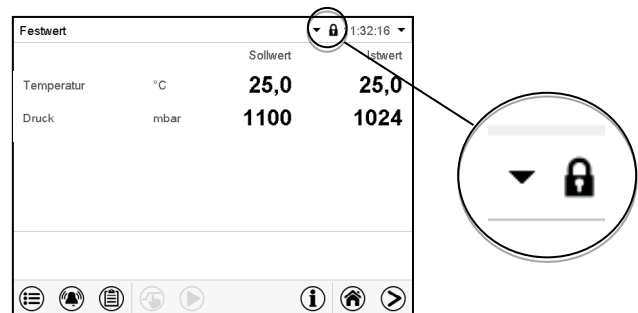 Festwert 1:32:16
Sollwert Istwert
Temperatur °C 25,0 25,0
Druck mbar 1100 1024